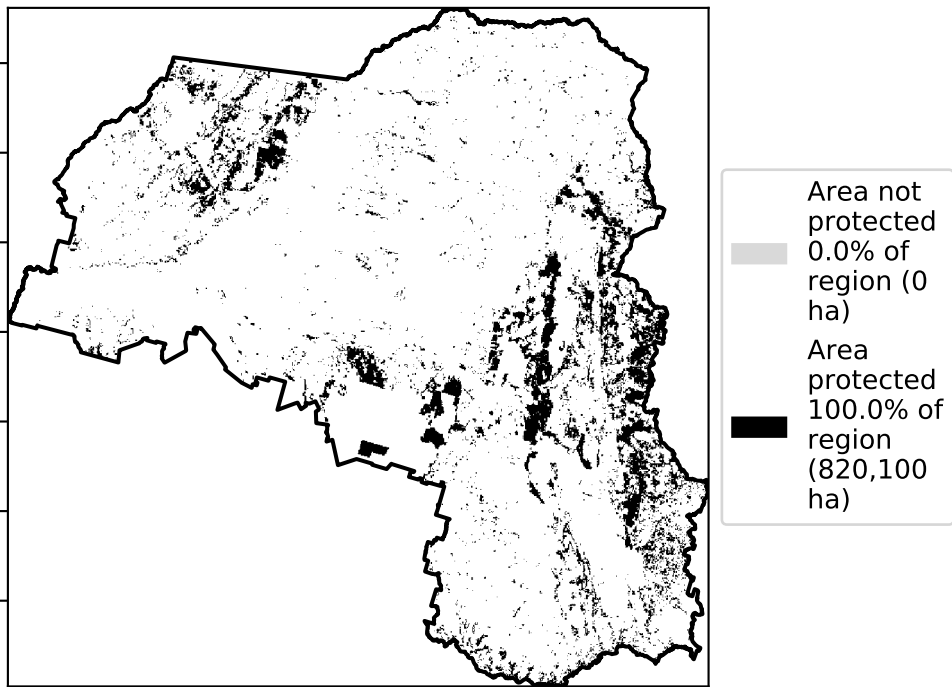 Area not
protected
0.0% of
region (0
ha)
Area
protected
100.0% of
region
(820,100
ha)